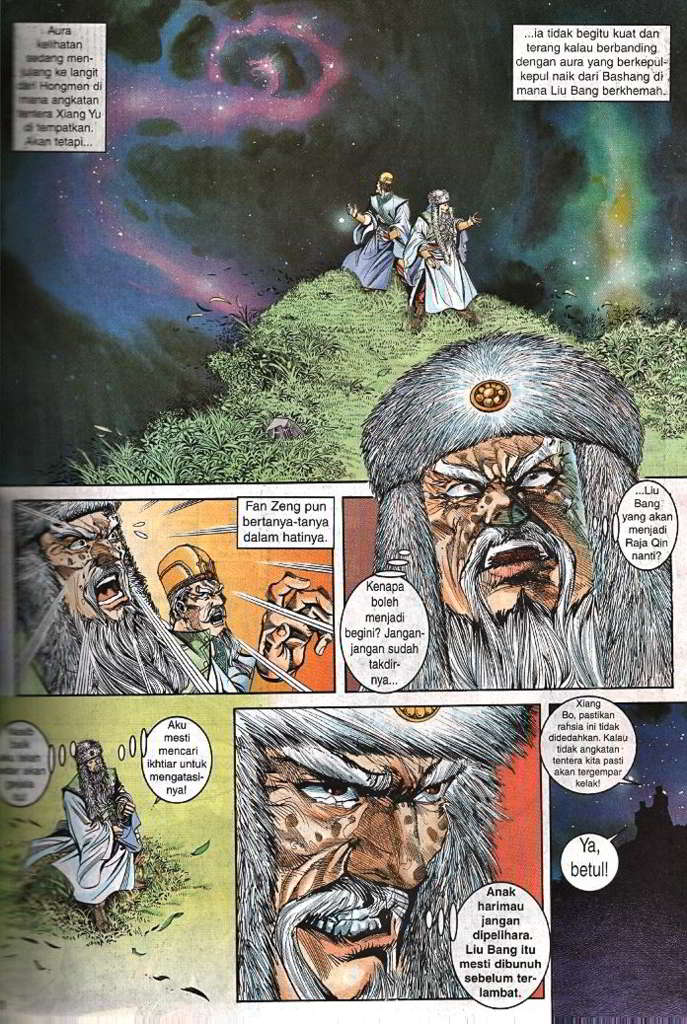 Aura
kelihatan
sedang men-
julang ke langit
dari Hongmen di
mana angkatan
tentera Xiang Yu
di tempatkan.
Akan tetapi...
...ia tidak begitu kuat dan
terang kalau berbanding
dengan aura yang berkepul-
kepul naik dari Bashang di
mana Liu Bang berkhemah.
Fan Zeng pun
bertanya-tanya
dalam hatinya.
Kenapa
boleh
menjadi
begini? Jangan-
jangan sudah
takdir-
nya...
...Liu
Bang
yang akan
menjadi
Raja Qin
nanti?
akan
Aku
mesti
mencari
ikhtiar untuk
mengatasi-
nya!
Anak
harimau
jangan
dipelihara.
Liu Bang itu
mesti dibunuh
sebelum ter-
lambat.
Xiang
Bo, pastikan
rahsia ini tidak
didedahkan. Kalau
tidak angkatan
tentera kita pasti
akan tergempar
kelak!
Ya,
betul!